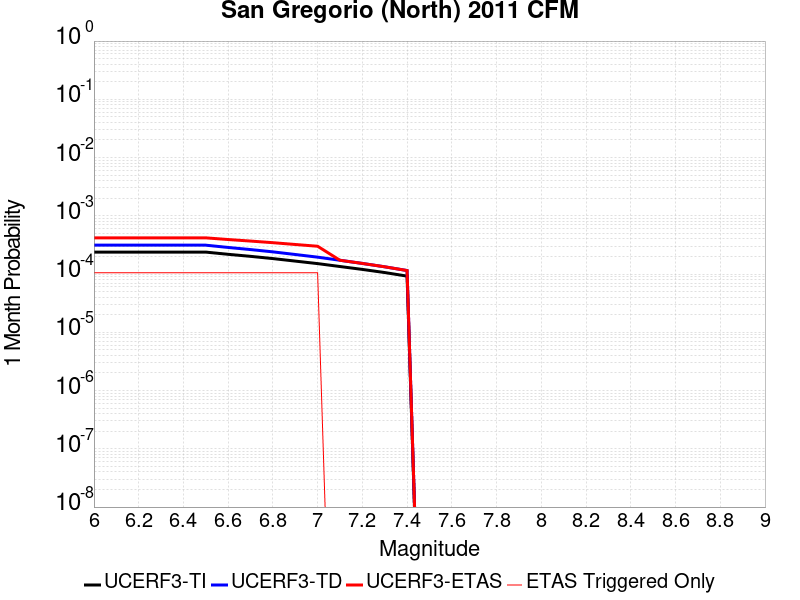 San Gregorio (North) 2011 CFM
10^0
10^-1
10^-2
10^-3
10^-4
10^-5
10^-6
10^-7
10^-8
1 Month Probability
6 6.2 6.4 6.6 6.8 7 7.2 7.4 7.6 7.8 8 8.2 8.4 8.6 8.8 9
Magnitude
UCERF3-TI UCERF3-TD UCERF3-ETAS ETAS Triggered Only